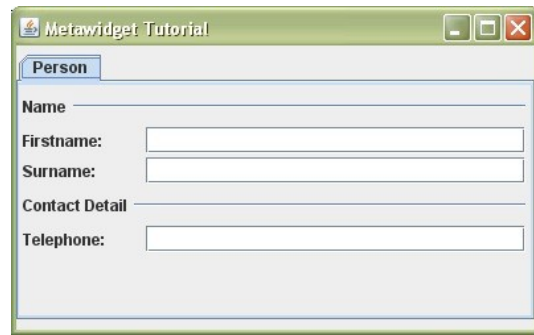 Metawidget Tutorial
Person
Name
Firstname:
Surname:
Contact Detail
Telephone: